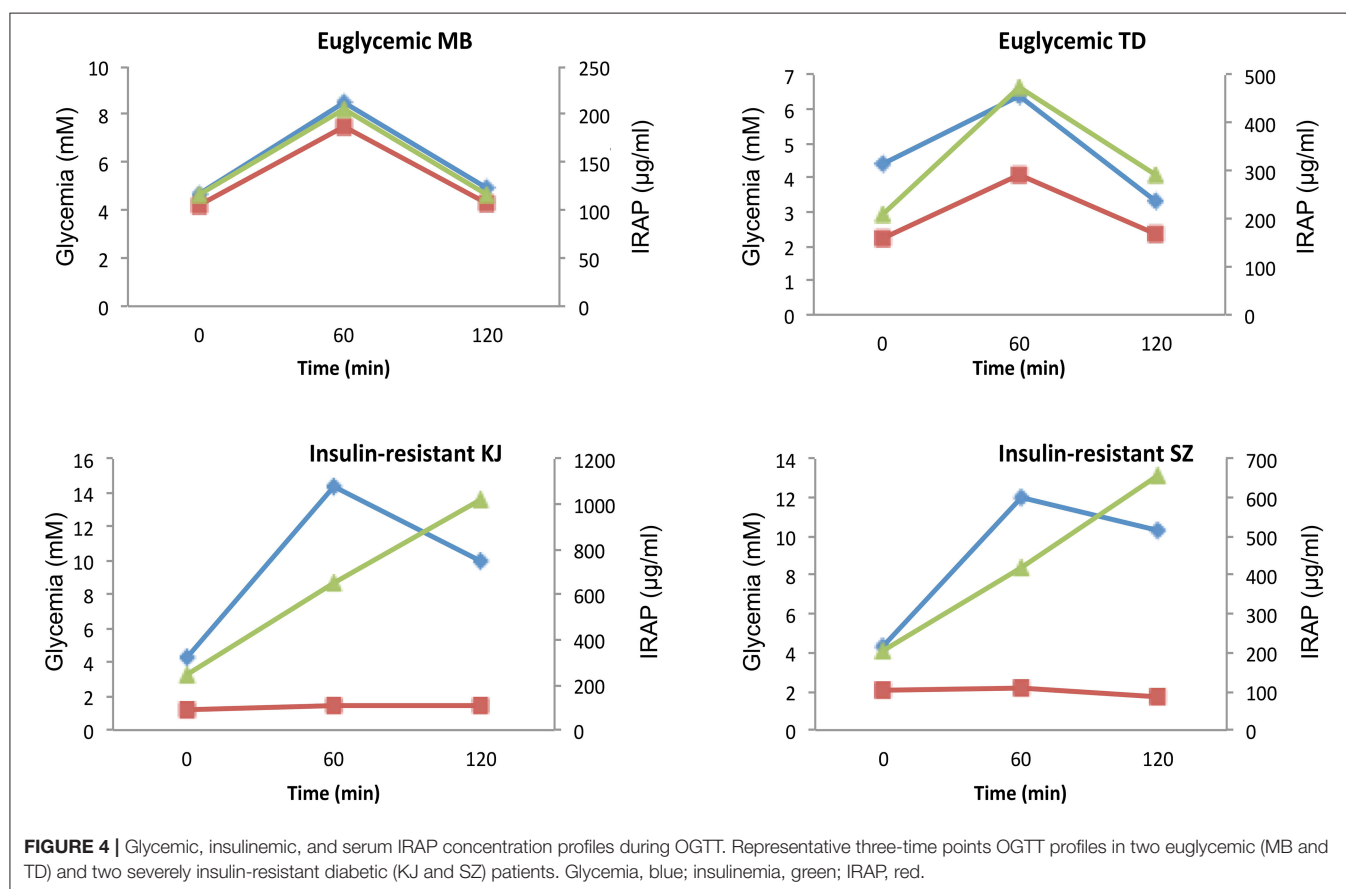 Euglycemic MB
10
8
6
4
2
0
Glycemia (mM)
250
200
150
100
50
0
IRAP (µg/ml)
0 60 120
Time (min)
Euglycemic TD
7
6
5
4
3
2
1
0
Glycemia (mM)
500
400
300
200
100
0
IRAP (µg/ml)
0 60 120
Time (min)
Insulin-resistant KJ
16
14
12
10
8
6
4
2
0
Glycemia (mM)
1200
1000
800
600
400
200
0
IRAP (µg/ml)
0 60 120
Time (min)
Insulin-resistant SZ
14
12
10
8
6
4
2
0
Glycemia (mM)
700
600
500
400
300
200
100
0
IRAP (µg/ml)
0 60 120
Time (min)
FIGURE 4 | Glycemic, insulinemic, and serum IRAP concentration profiles during OGTT. Representative three-time points OGTT profiles in two euglycemic (MB and
TD) and two severely insulin-resistant diabetic (KJ and SZ) patients. Glycemia, blue; insulinemia, green; IRAP, red.